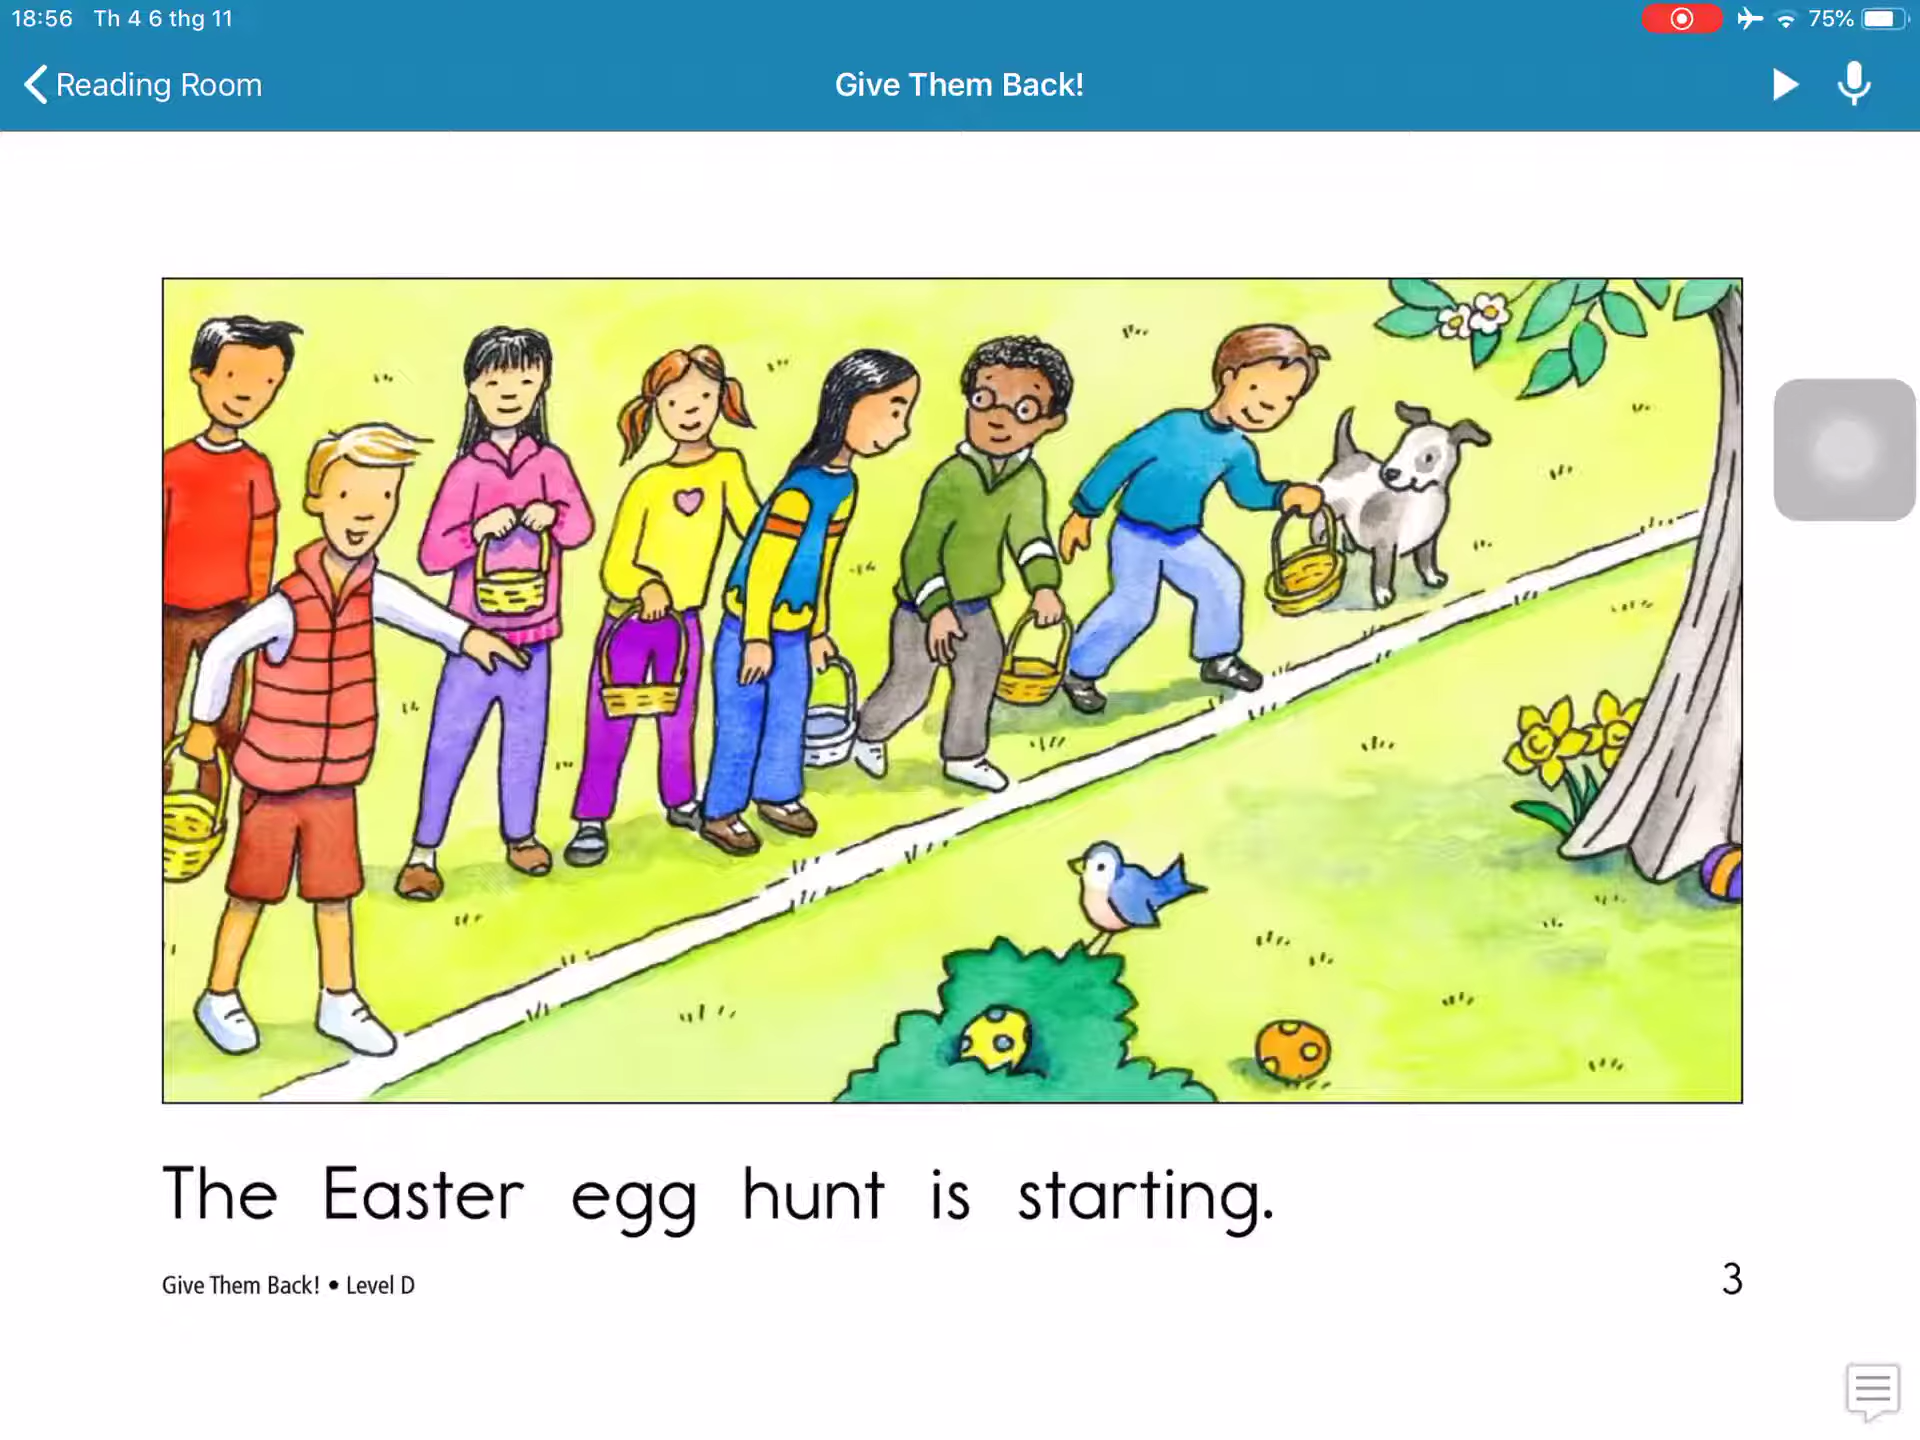 18:56 Th 4 6 thg 11 75%
Reading Room Give Them Back!
The Easter egg hunt is starting.
Give Them Back! • Level D 3